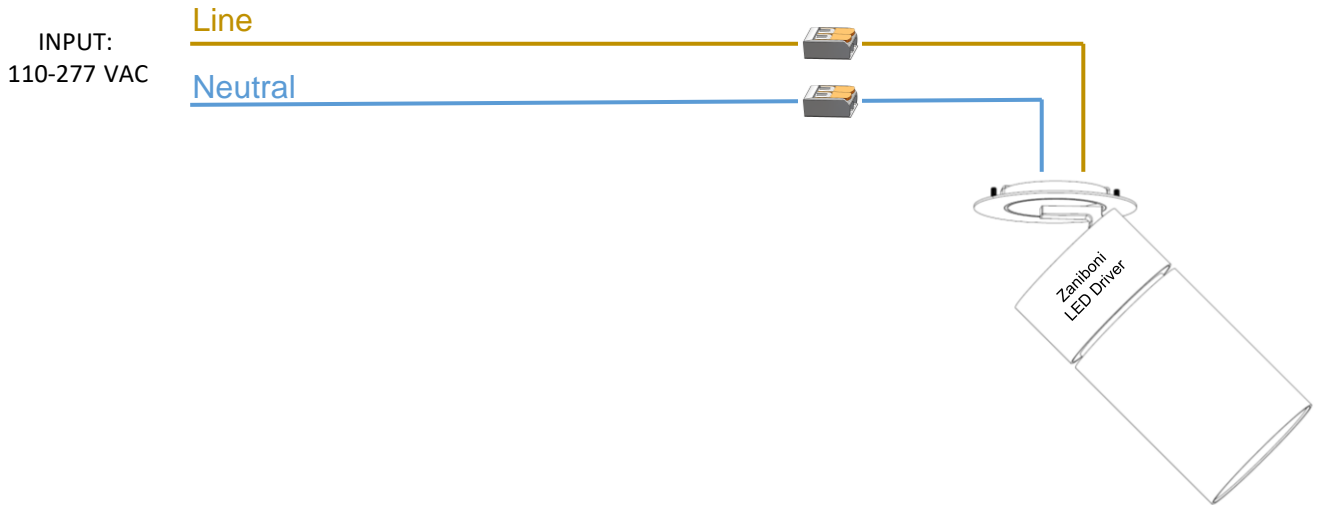 Line
INPUT:
110-277 VAC
Neutral
Zaniboni
LED Driver